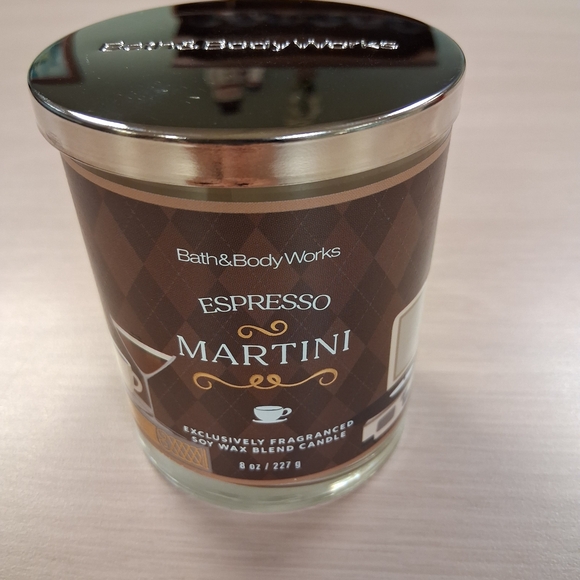 Bath&BodyWorks
Bath&BodyWorks
ESPRESSO
MARTINI
EXCLUSIVELY FRAGRANCED
SOY WAX BLEND CANDLE
8 oz / 227 g